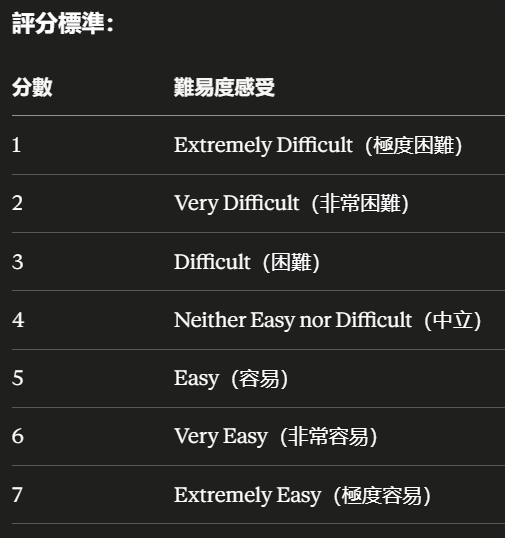 評分標準：
分數 難易度感受
1 Extremely Difficult（極度困難）
2 Very Difficult（非常困難）
3 Difficult（困難）
4 Neither Easy nor Difficult（中立）
5 Easy（容易）
6 Very Easy（非常容易）
7 Extremely Easy（極度容易）